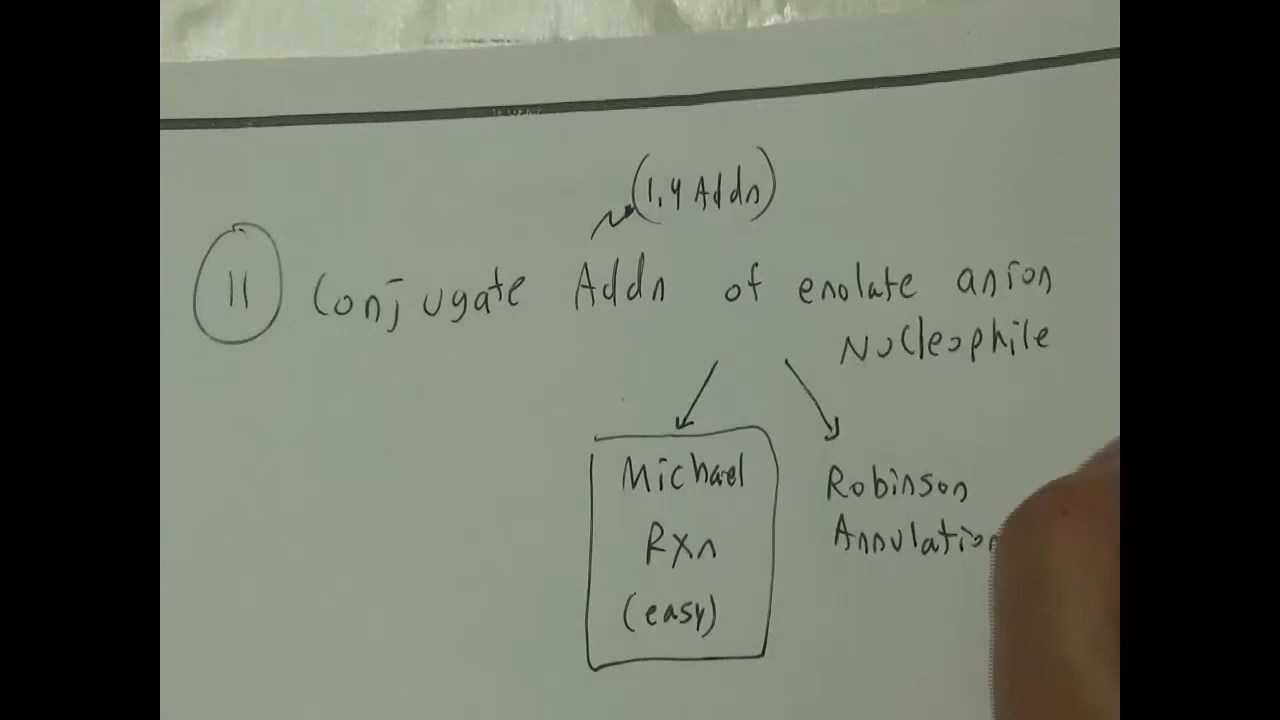 (1,4 Addn)
11 Conjugate Addn of enolate anion
Nucleophile
Michael
Rxn
(easy)
Robinson
Annulation